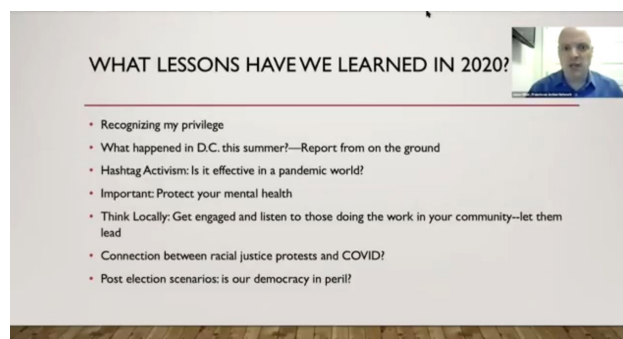 WHAT LESSONS HAVE WE LEARNED IN 2020?
• Recognizing my privilege
• What happened in D.C. this summer?—Report from on the ground
• Hashtag Activism: Is it effective in a pandemic world?
• Important: Protect your mental health
• Think Locally: Get engaged and listen to those doing the work in your community--let them
lead
• Connection between racial justice protests and COVID?
• Post election scenarios: is our democracy in peril?